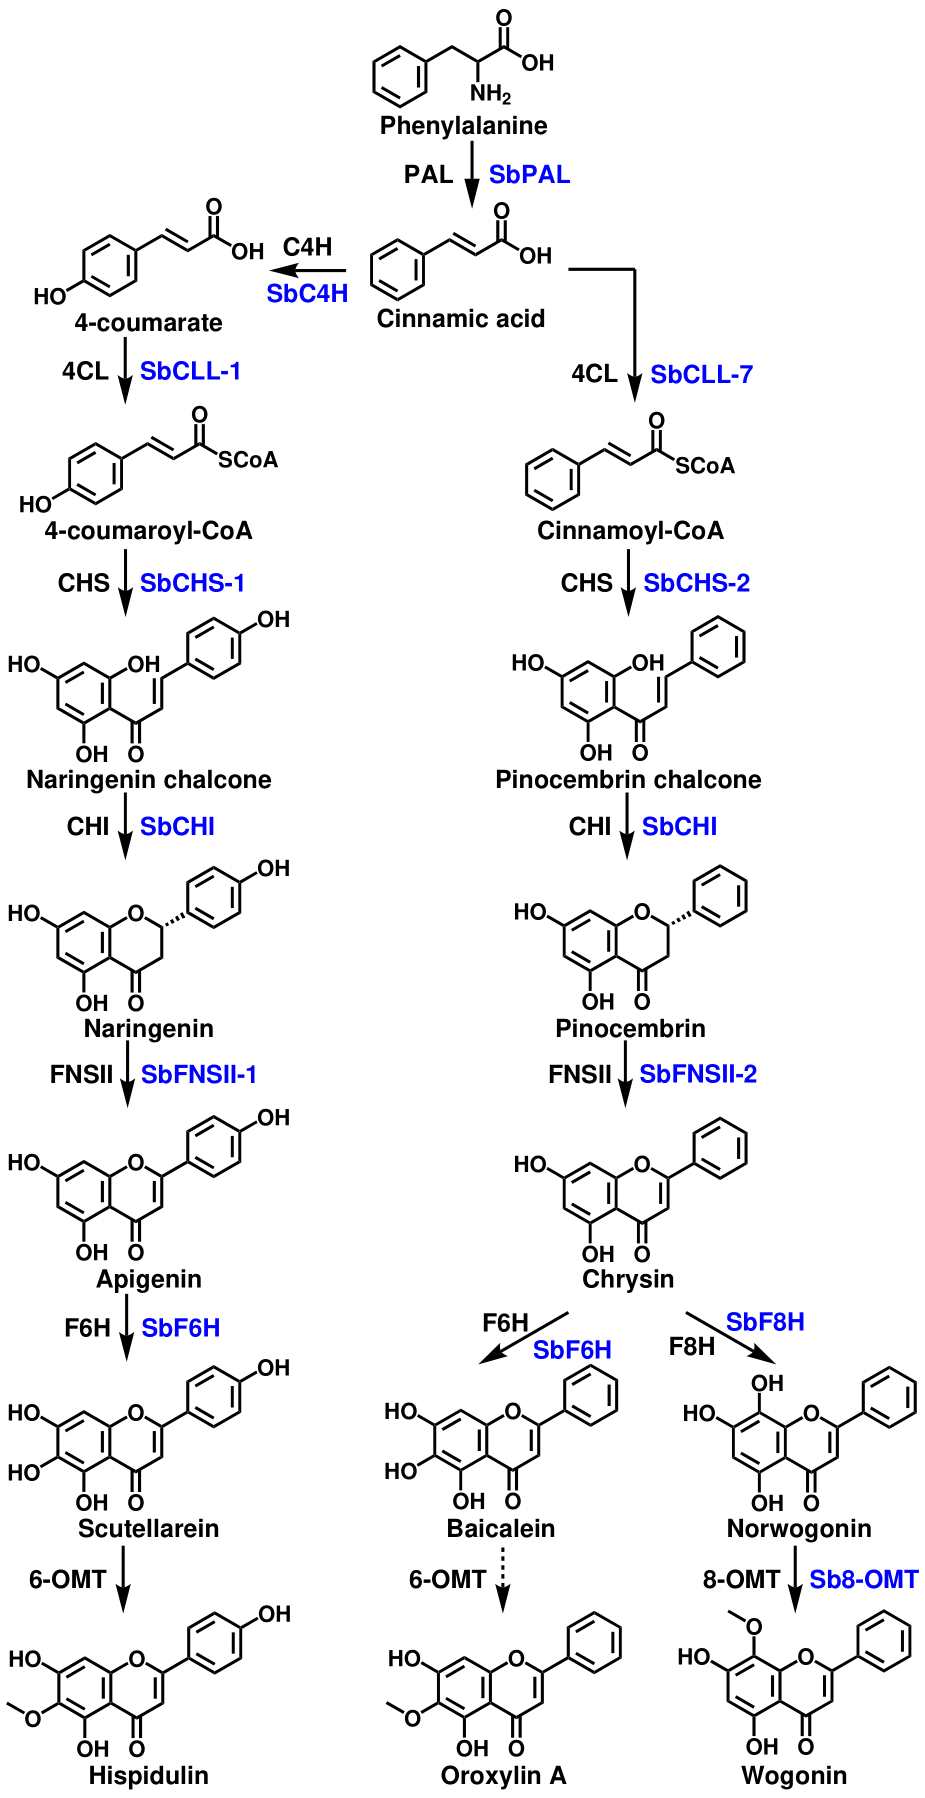 O
OH
NH2
Phenylalanine
PAL SbPAL
O
OH
HO
4-coumarate
C4H
SbC4H
O
OH
Cinnamic acid
4CL SbCLL-1
4CL SbCLL-7
O
SCoA
HO
4-coumaroyl-CoA
O
SCoA
Cinnamoyl-CoA
CHS SbCHS-1
CHS SbCHS-2
OH
HO OH
OH O
Naringenin chalcone
HO OH
OH O
Pinocembrin chalcone
CHI SbCHI
CHI SbCHI
OH
HO O
OH O
Naringenin
HO O
OH O
Pinocembrin
FNSII SbFNSII-1
FNSII SbFNSII-2
OH
HO O
OH O
Apigenin
HO O
OH O
Chrysin
F6H SbF6H
F6H SbF6H
SbF8H
F8H
OH
HO O
HO
OH O
Scutellarein
HO O
HO
OH O
Baicalein
OH
HO O
OH O
Norwogonin
6-OMT
6-OMT
8-OMT Sb8-OMT
OH
HO O
O
OH O
Hispidulin
HO O
O
OH O
Oroxylin A
O
HO O
OH O
Wogonin